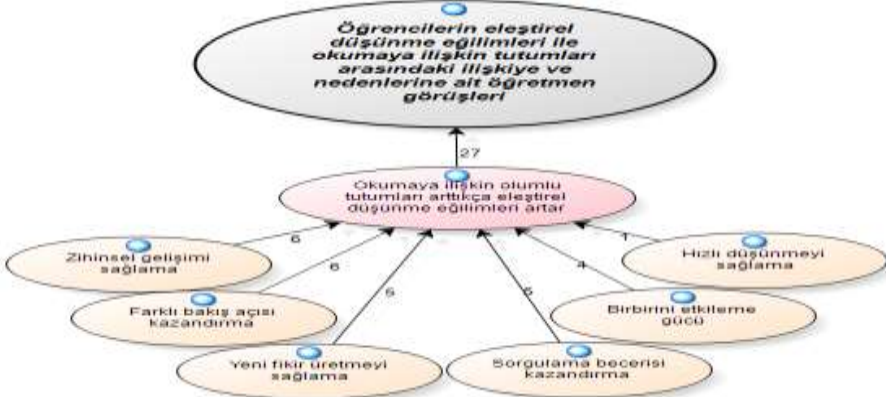 Öğrencilerin eleştirel
düşünme eğilimleri ile
okumaya ilişkin tutumları
arasındaki ilişkiye ve
nedenlerine ait öğretmen
görüşleri
27
Okumaya ilişkin olumlu
tutumları arttıkça eleştirel
düşünme eğilimleri artar
6
6
5
5
4
1
Zihinsel gelişimi
sağlama
Farklı bakış açısı
kazandırma
Yeni fikir üretmeyi
sağlama
Sorgulama becerisi
kazandırma
Birbirini etkileme
gücü
Hızlı düşünmeyi
sağlama